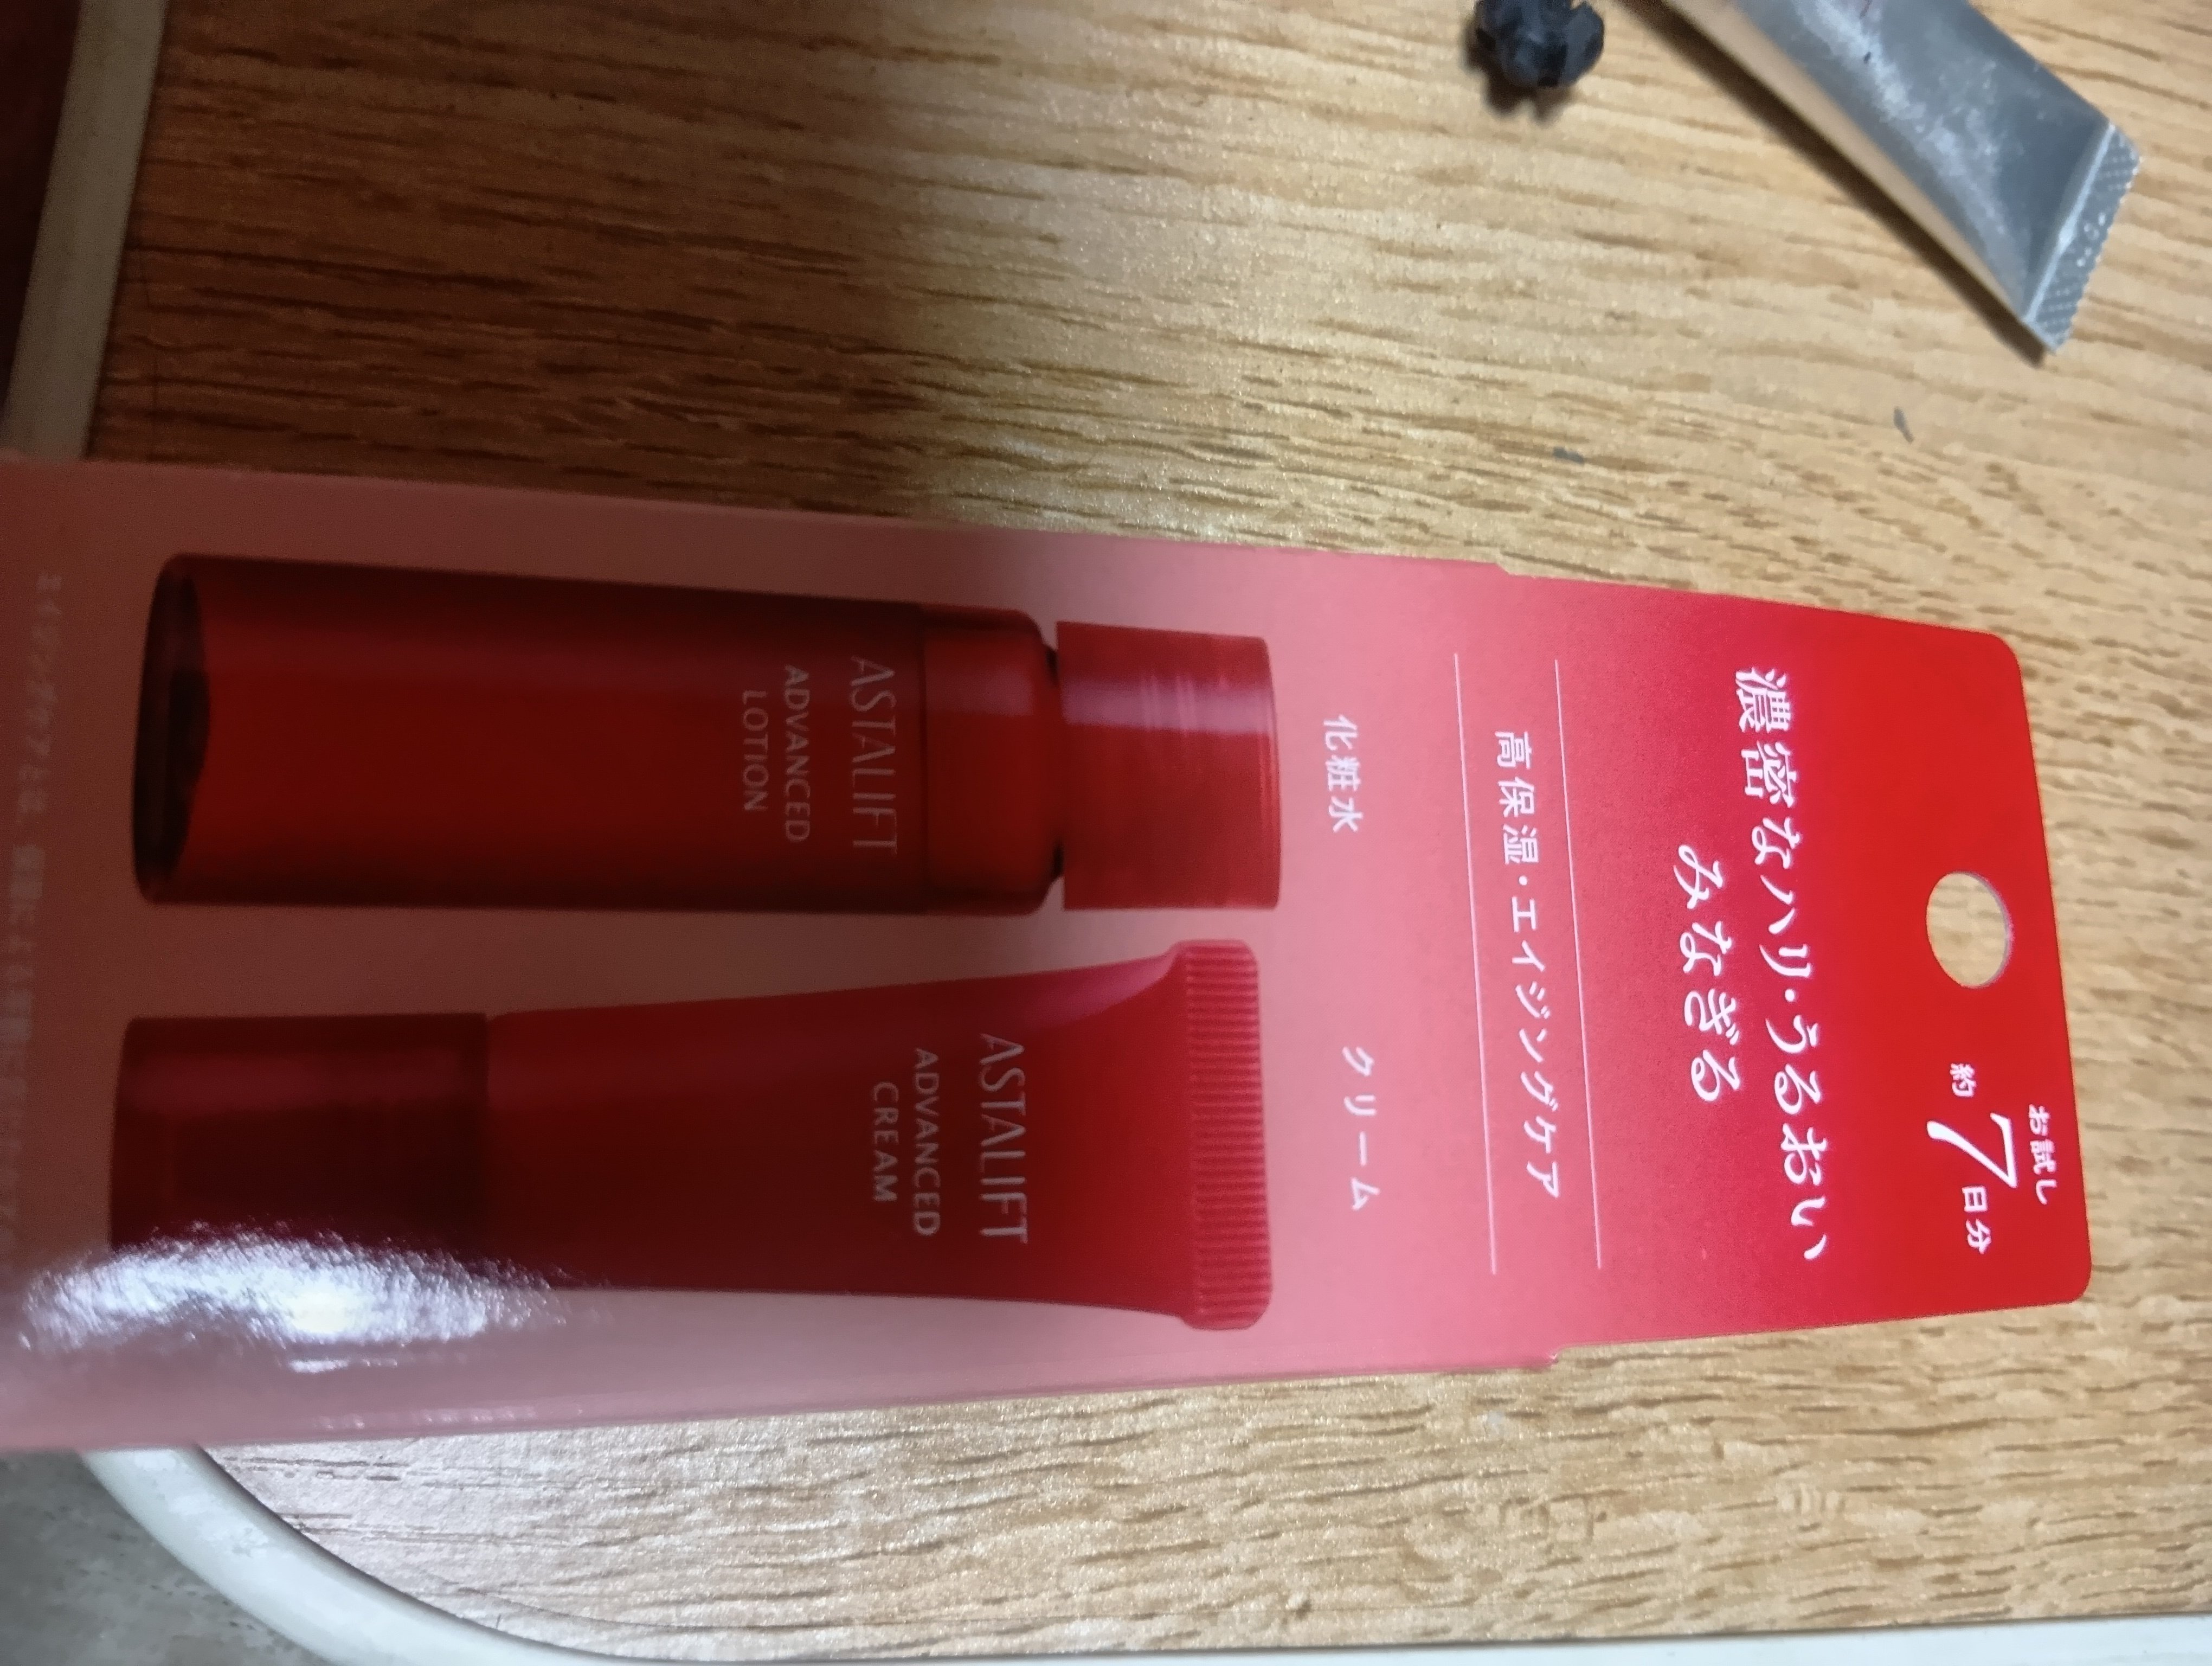 お試し
約7日分
濃密なハリ・うるおい
みなぎる
高保湿・エイジングケア
化粧水
クリーム
ASTALIFT
ADVANCED
LOTION
ASTALIFT
ADVANCED
CREAM